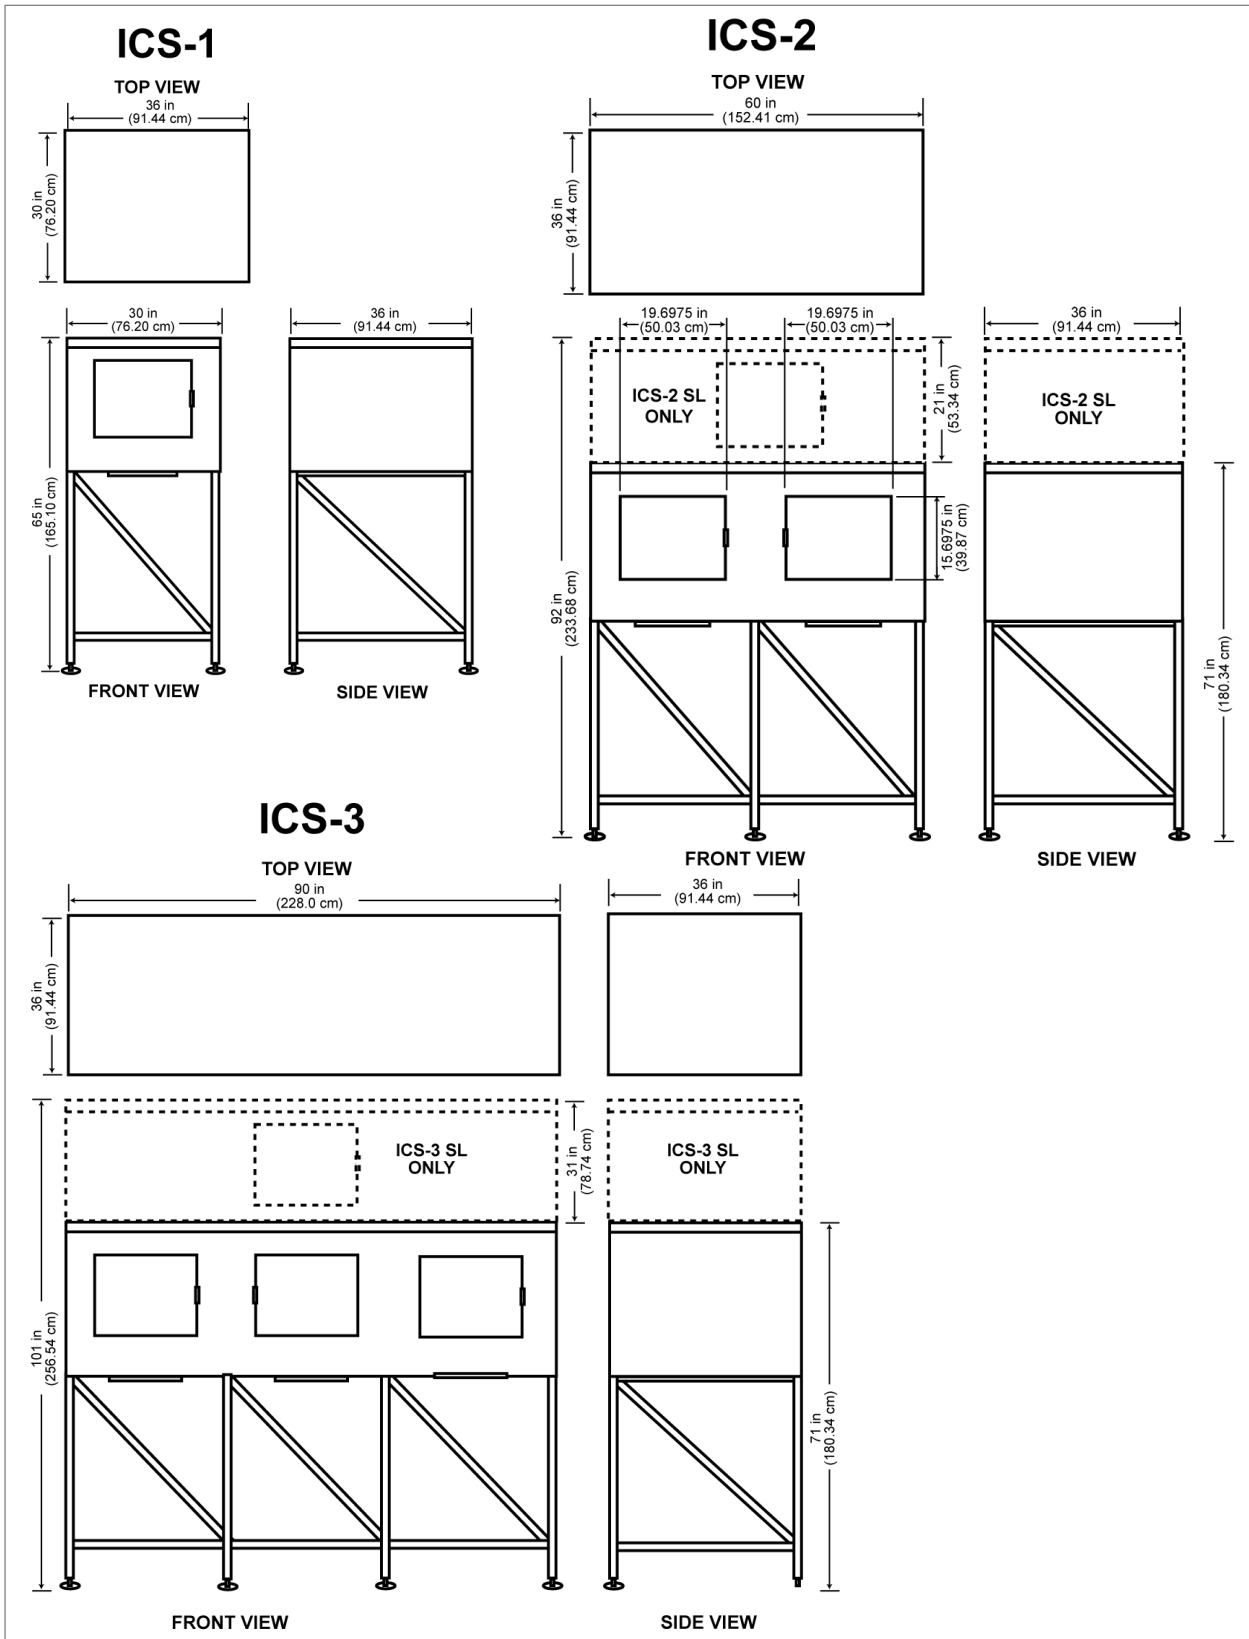 ICS-1
TOP VIEW
36 in
(91.44 cm)
30 in
(76.20 cm)
30 in
(76.20 cm)
36 in
(91.44 cm)
65 in
(165.10 cm)
FRONT VIEW
SIDE VIEW
ICS-2
TOP VIEW
60 in
(152.41 cm)
36 in
(91.44 cm)
19.6975 in
(50.03 cm)
19.6975 in
(50.03 cm)
36 in
(91.44 cm)
ICS-2 SL
ONLY
21 in
(53.34 cm)
ICS-2 SL
ONLY
15.6975 in
(39.87 cm)
92 in
(233.68 cm)
71 in
(180.34 cm)
FRONT VIEW
SIDE VIEW
ICS-3
TOP VIEW
90 in
(228.0 cm)
36 in
(91.44 cm)
36 in
(91.44 cm)
ICS-3 SL
ONLY
31 in
(78.74 cm)
ICS-3 SL
ONLY
101 in
(256.54 cm)
71 in
(180.34 cm)
FRONT VIEW
SIDE VIEW